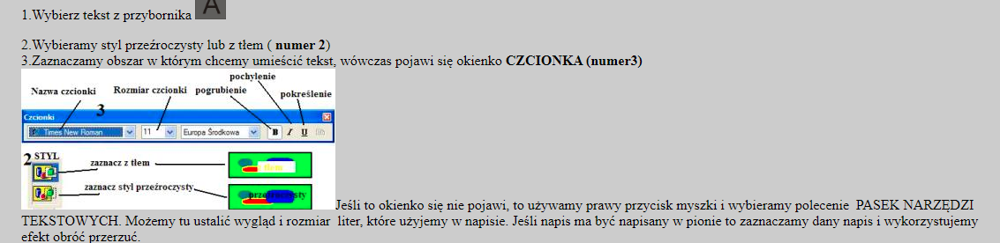 1.Wybierz tekst z przybornika A
2.Wybieramy styl przeźroczysty lub z tłem ( numer 2)
3.Zaznaczamy obszar w którym chcemy umieścić tekst, wówczas pojawi się okienko CZCIONKA (numer3)
pochylenie
Nazwa czcionki Rozmiar czcionki pogrubienie pokreślenie
3
Czcionki
Times New Roman 11 Europa Środkowa B I U
2 STYL
zaznacz z tłem z tłem
zaznacz styl przeźroczysty przeźroczysty
Jeśli to okienko się nie pojawi, to używamy prawy przycisk myszki i wybieramy polecenie PASEK NARZĘDZI
TEKSTOWYCH. Możemy tu ustalić wygląd i rozmiar liter, które użyjemy w napisie. Jeśli napis ma być napisany w pionie to zaznaczamy dany napis i wykorzystujemy
efekt obróć przerzuć.